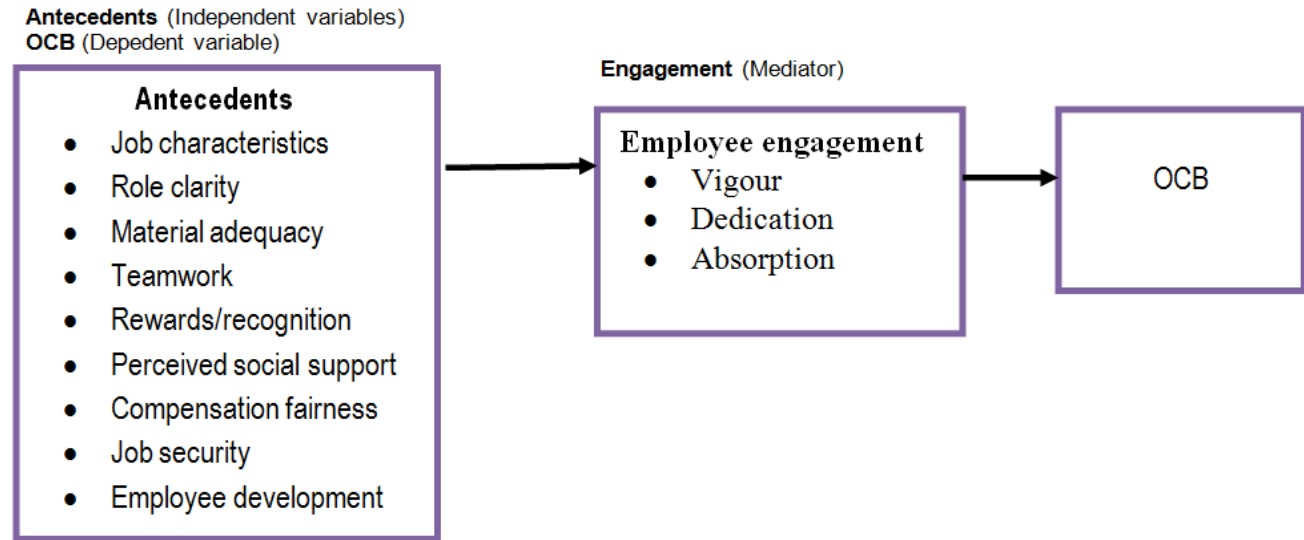 Antecedents (Independent variables)
OCB (Depedent variable)
Antecedents
● Job characteristics
● Role clarity
● Material adequacy
● Teamwork
● Rewards/recognition
● Perceived social support
● Compensation fairness
● Job security
● Employee development
Engagement (Mediator)
Employee engagement
● Vigour
● Dedication
● Absorption
OCB